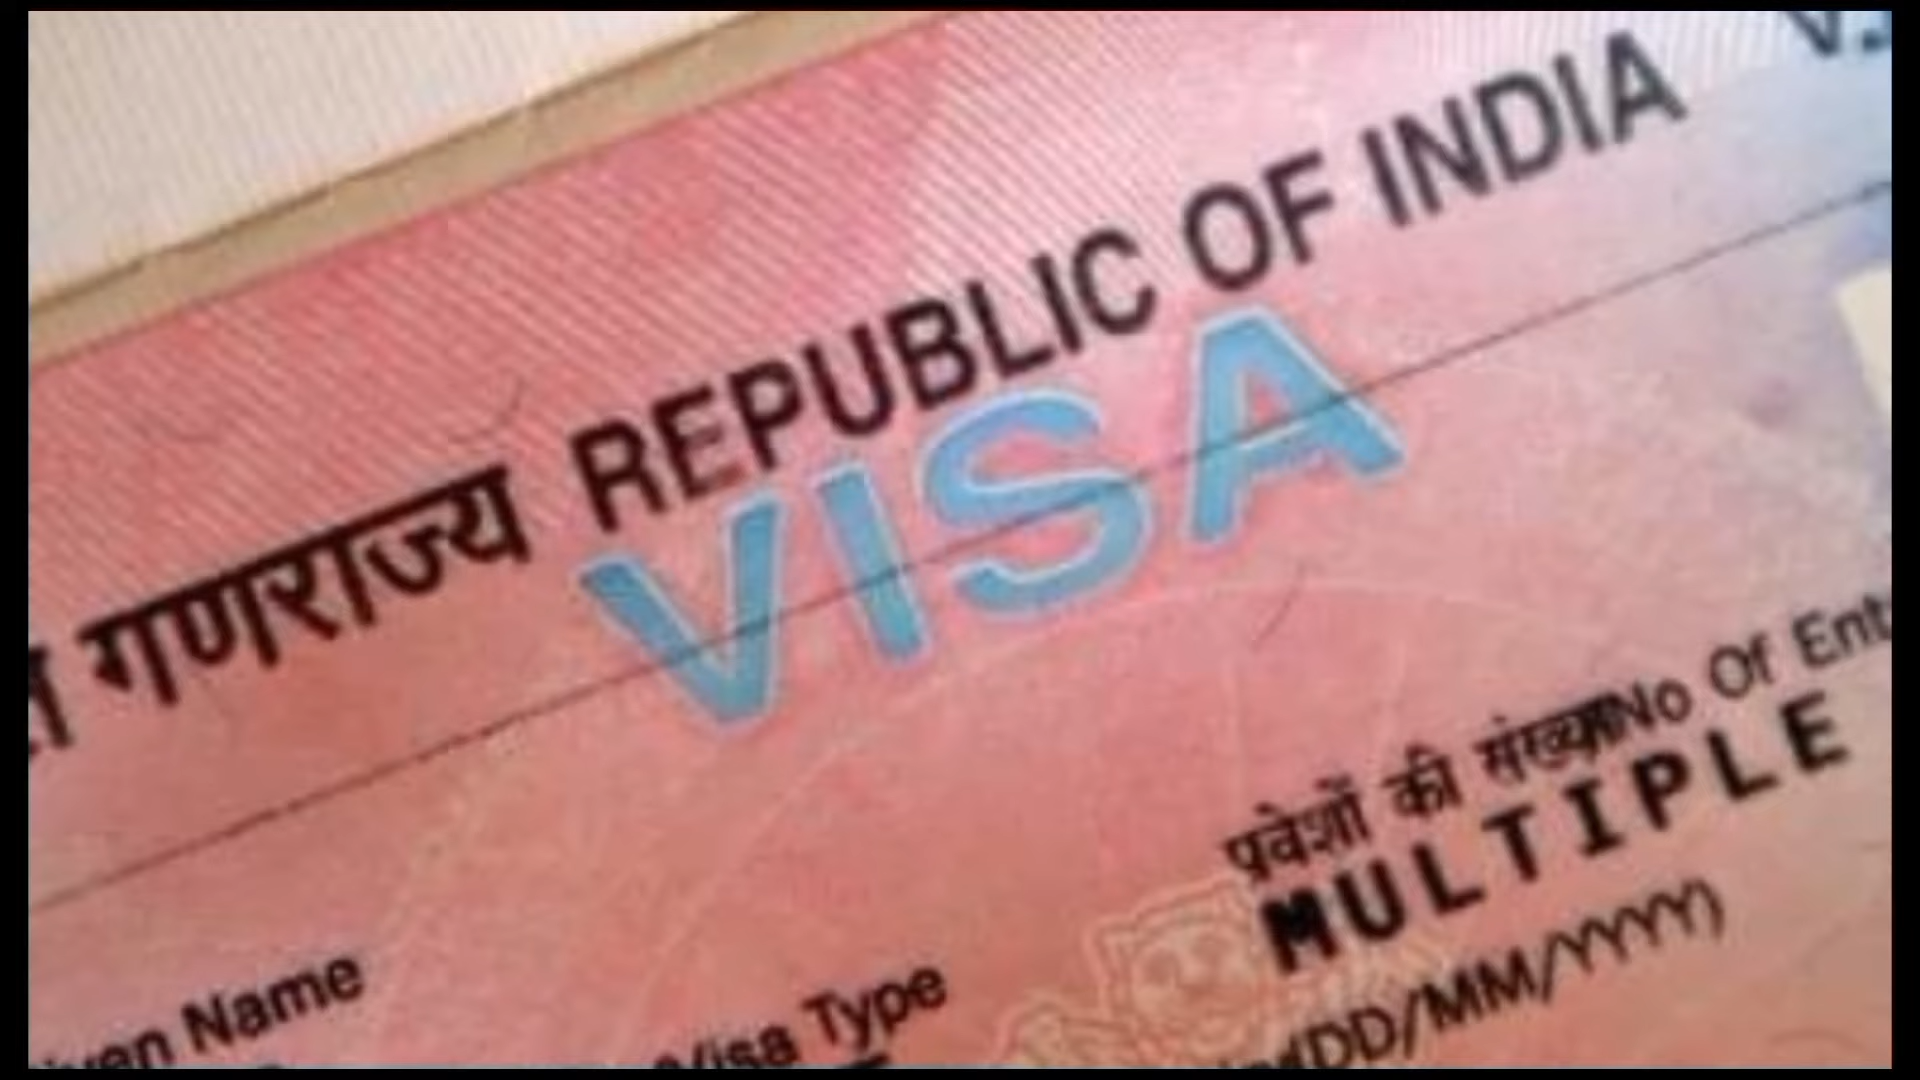 गणराज्य REPUBLIC OF INDIA
VISA
प्रवेशों की संख्या No Of Ent
MULTIPLE
(DD/MM/YYYY)
Name
Visa Type